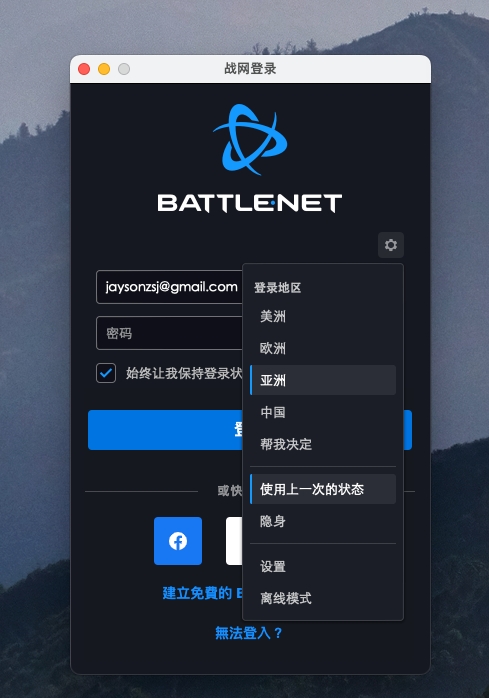 战网登录
BATTLE.NET
登录地区
jaysonzsj@gmail.com
美洲
密码
欧洲
始终让我保持登录状
亚洲
中国
帮我决定
或快
使用上一次的状态
隐身
设置
建立免費的
离线模式
無法登入？